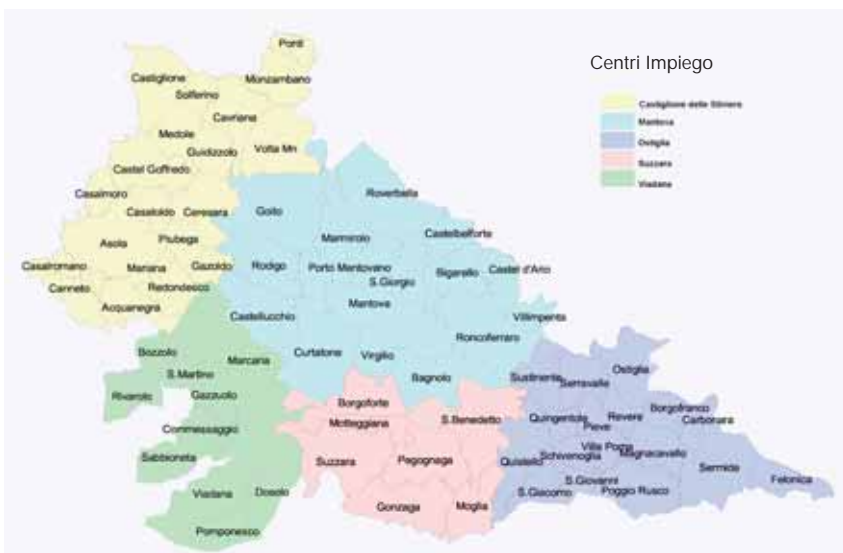 Centri Impiego
Castiglione delle Stiviere
Mantova
Ostiglia
Suzzara
Viadana
Ponti
Castiglione
Monzambano
Solferino
Cavriana
Medole
Guidizzolo
Volta Mn
Castel Goffredo
Casalmoro
Casaloldo
Ceresara
Goito
Roverbella
Asola
Piubega
Marmirolo
Castelbelforte
Casalromano
Mariana
Gazoldo
Rodigo
Porto Mantovano
Bigarello
Castel d'Ario
Canneto
Redondesco
S.Giorgio
Acquanegra
Mantova
Castellucchio
Villimpenta
Roncoferraro
Bozzolo
Marcaria
Curtatone
Virgilio
S.Martino
Bagnolo
Sustinente
Serravalle
Ostiglia
Rivarolo
Gazzuolo
Borgoforte
Motteggiana
S.Benedetto
Quingentole
Revere
Borgofranco
Pieve
Carbonara
Commessaggio
Sabbioneta
Suzzara
Pegognaga
Quistello
Schivenoglia
Villa Poma
Magnacavallo
Sermide
Felonica
Viadana
Dosolo
S.Giacomo
S.Giovanni
Poggio Rusco
Gonzaga
Moglia
Pomponesco